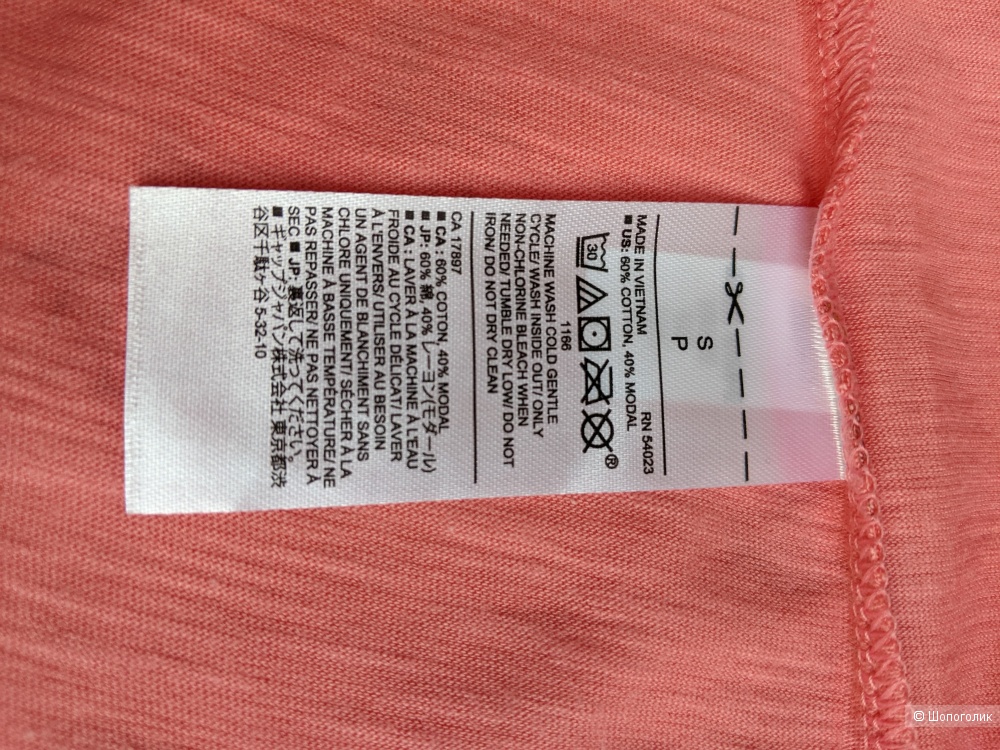 S
P
MADE IN VIETNAM RN 54023
■ US: 60% COTTON, 40% MODAL
30
®
1166
MACHINE WASH COLD GENTLE
CYCLE/ WASH INSIDE OUT/ ONLY
NON-CHLORINE BLEACH WHEN
NEEDED/ TUMBLE DRY LOW/ DO NOT
IRON/ DO NOT DRY CLEAN
CA 17897
■ CA : 60% COTON, 40% MODAL
■ JP: 60% 綿, 40% レーヨン(モダール)
■ CA : LAVER À LA MACHINE À L'EAU
FROIDE AU CYCLE DÉLICAT/ LAVER
À L'ENVERS/ UTILISER AU BESOIN
UN AGENT DE BLANCHIMENT SANS
CHLORE UNIQUEMENT/ SÉCHER À LA
MACHINE À BASSE TEMPÉRATURE/ NE
PAS REPASSER/ NE PAS NETTOYER À
SEC ■ JP: 裏返して洗ってください。
■ ギャップジャパン株式会社 東京都渋
谷区千駄ヶ谷 5-32-10
© Шопоголик